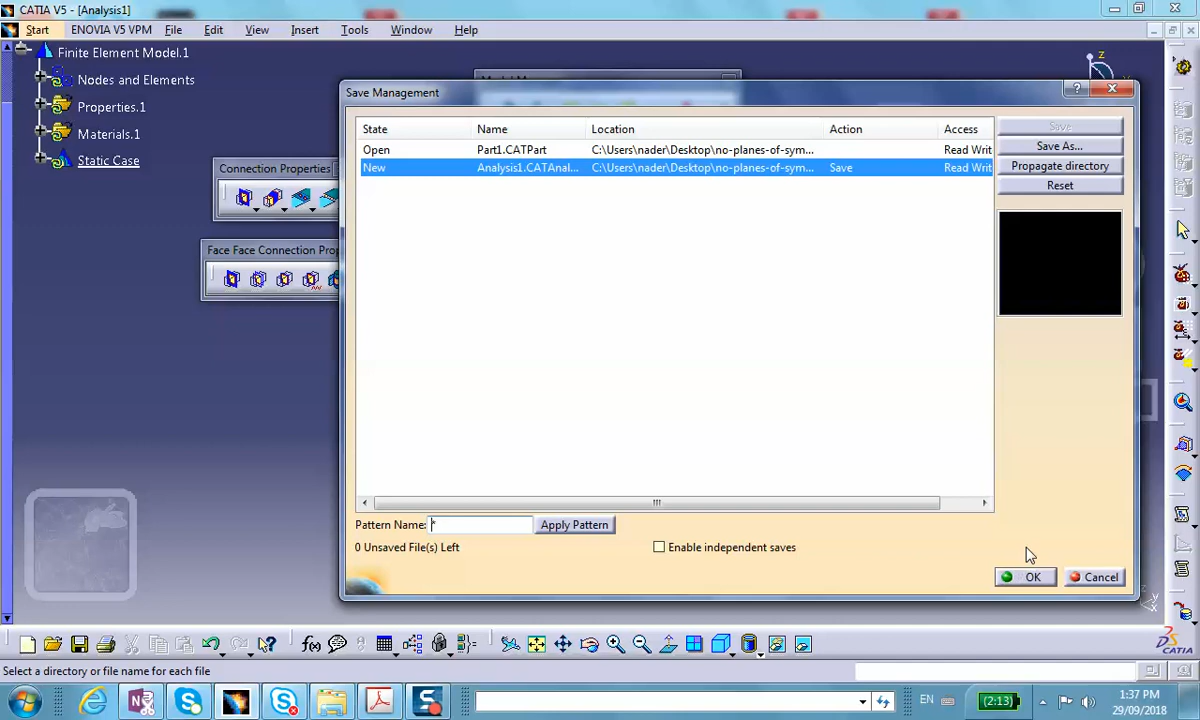 CATIA V5 - [Analysis1]
Start ENOVIA V5 VPM File Edit View Insert Tools Window Help
Finite Element Model.1
Nodes and Elements
Properties.1
Materials.1
Static Case
Connection Properties
Face Face Connection Prop
z
Save Management
State Name Location Action Access
Open Part1.CATPart C:\Users\nader\Desktop\no-planes-of-sym... Read Writ
New Analysis1.CATAnal... C:\Users\nader\Desktop\no-planes-of-sym... Save Read Writ
Save
Save As...
Propagate directory
Reset
Pattern Name: * Apply Pattern
0 Unsaved File(s) Left
Enable independent saves
OK Cancel
DS
CATIA
Select a directory or file name for each file
EN (2:13) 1:37 PM
29/09/2018